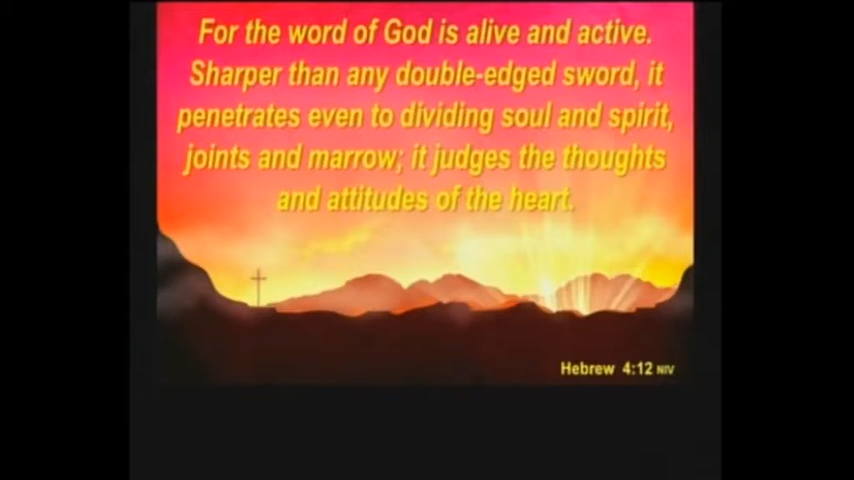 For the word of God is alive and active.
Sharper than any double-edged sword, it
penetrates even to dividing soul and spirit,
joints and marrow; it judges the thoughts
and attitudes of the heart.
Hebrew 4:12 NIV